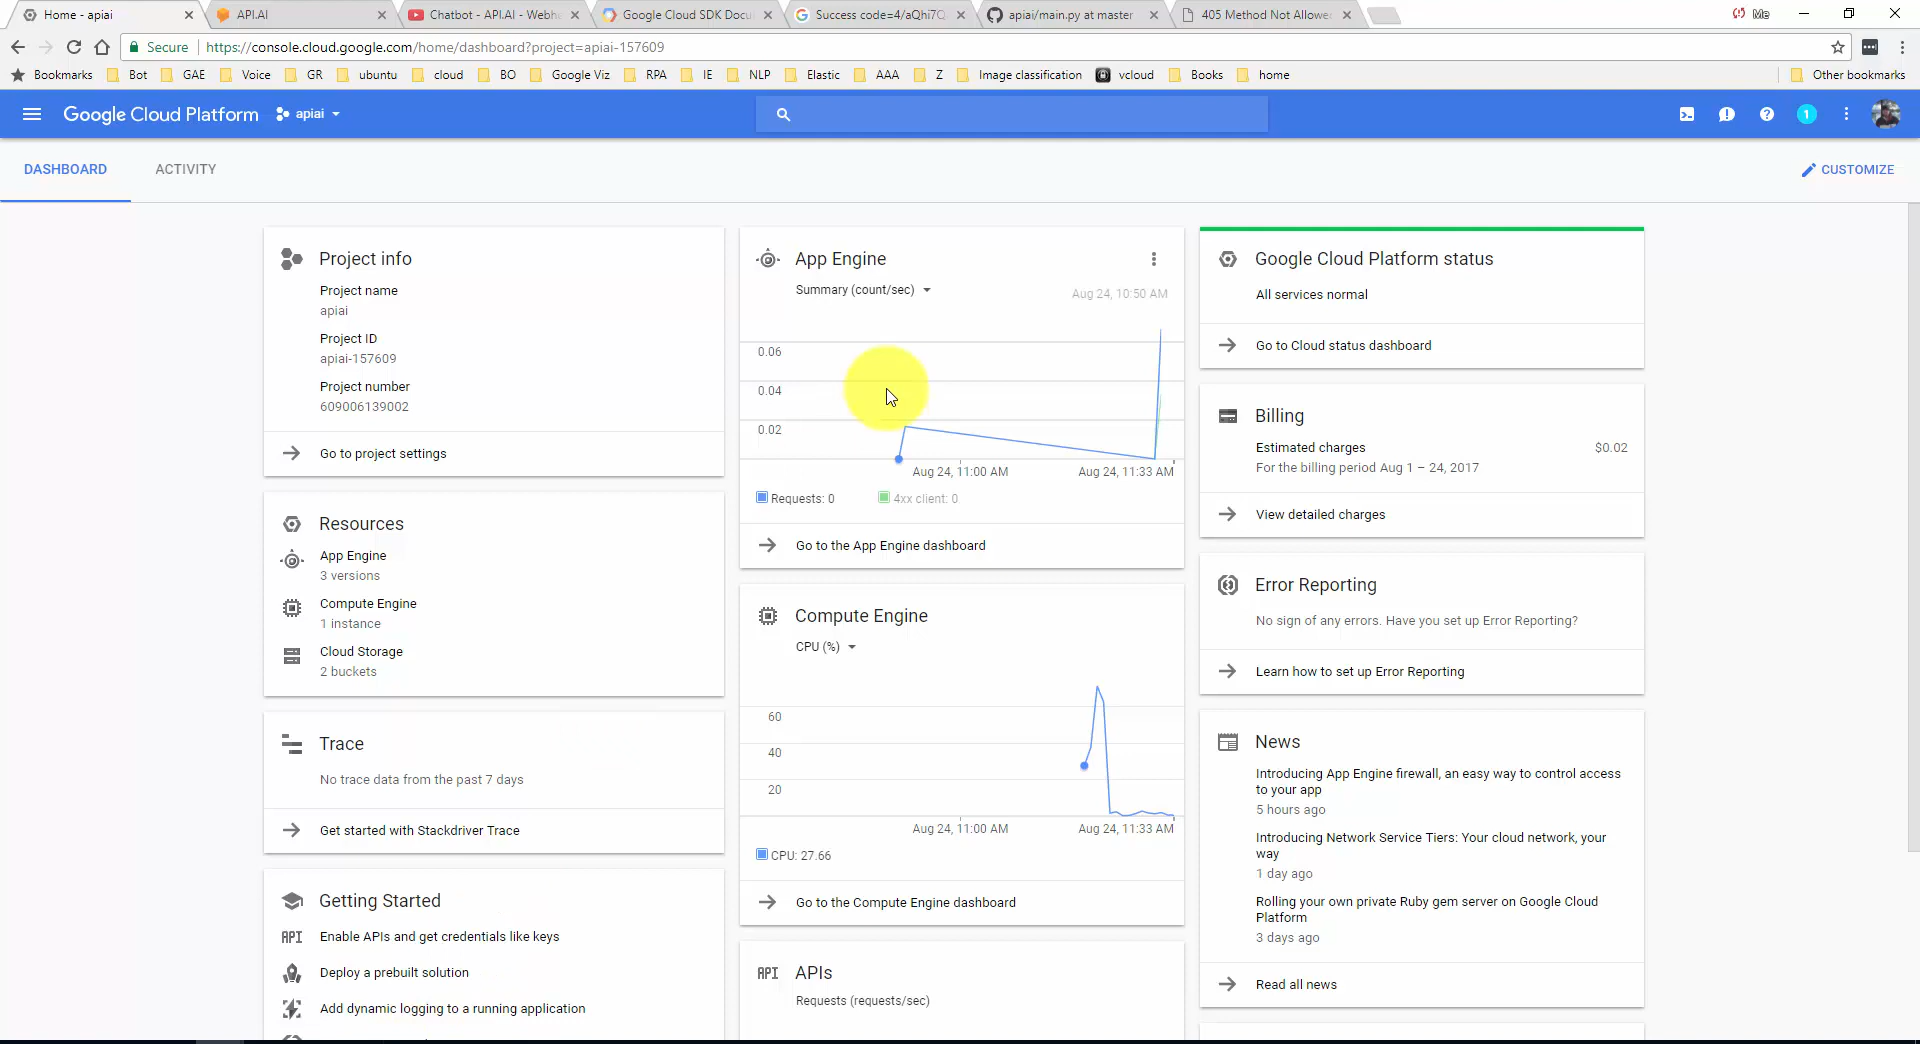 Home - apiai
API.AI
Chatbot - API.AI - Webh
Google Cloud SDK Docu
Success code=4/aQhi7Q
apiai/main.py at master
405 Method Not Allowe
Me
Secure
https://console.cloud.google.com/home/dashboard?project=apiai-157609
Bookmarks
Bot
GAE
Voice
GR
ubuntu
cloud
BO
Google Viz
RPA
IE
NLP
Elastic
AAA
Z
Image classification
vcloud
Books
home
Other bookmarks
Google Cloud Platform
apiai
1
DASHBOARD
ACTIVITY
CUSTOMIZE
Project info
Project name
apiai
Project ID
apiai-157609
Project number
609006139002
Go to project settings
Resources
App Engine
3 versions
Compute Engine
1 instance
Cloud Storage
2 buckets
Trace
No trace data from the past 7 days
Get started with Stackdriver Trace
Getting Started
API Enable APIs and get credentials like keys
Deploy a prebuilt solution
Add dynamic logging to a running application
App Engine
Summary (count/sec)
Aug 24, 10:50 AM
0.06
0.04
0.02
Aug 24, 11:00 AM
Aug 24, 11:33 AM
Requests: 0
4xx client: 0
Go to the App Engine dashboard
Compute Engine
CPU (%)
60
40
20
Aug 24, 11:00 AM
Aug 24, 11:33 AM
CPU: 27.66
Go to the Compute Engine dashboard
API APIs
Requests (requests/sec)
Google Cloud Platform status
All services normal
Go to Cloud status dashboard
Billing
Estimated charges
$0.02
For the billing period Aug 1 – 24, 2017
View detailed charges
Error Reporting
No sign of any errors. Have you set up Error Reporting?
Learn how to set up Error Reporting
News
Introducing App Engine firewall, an easy way to control access
to your app
5 hours ago
Introducing Network Service Tiers: Your cloud network, your
way
1 day ago
Rolling your own private Ruby gem server on Google Cloud
Platform
3 days ago
Read all news